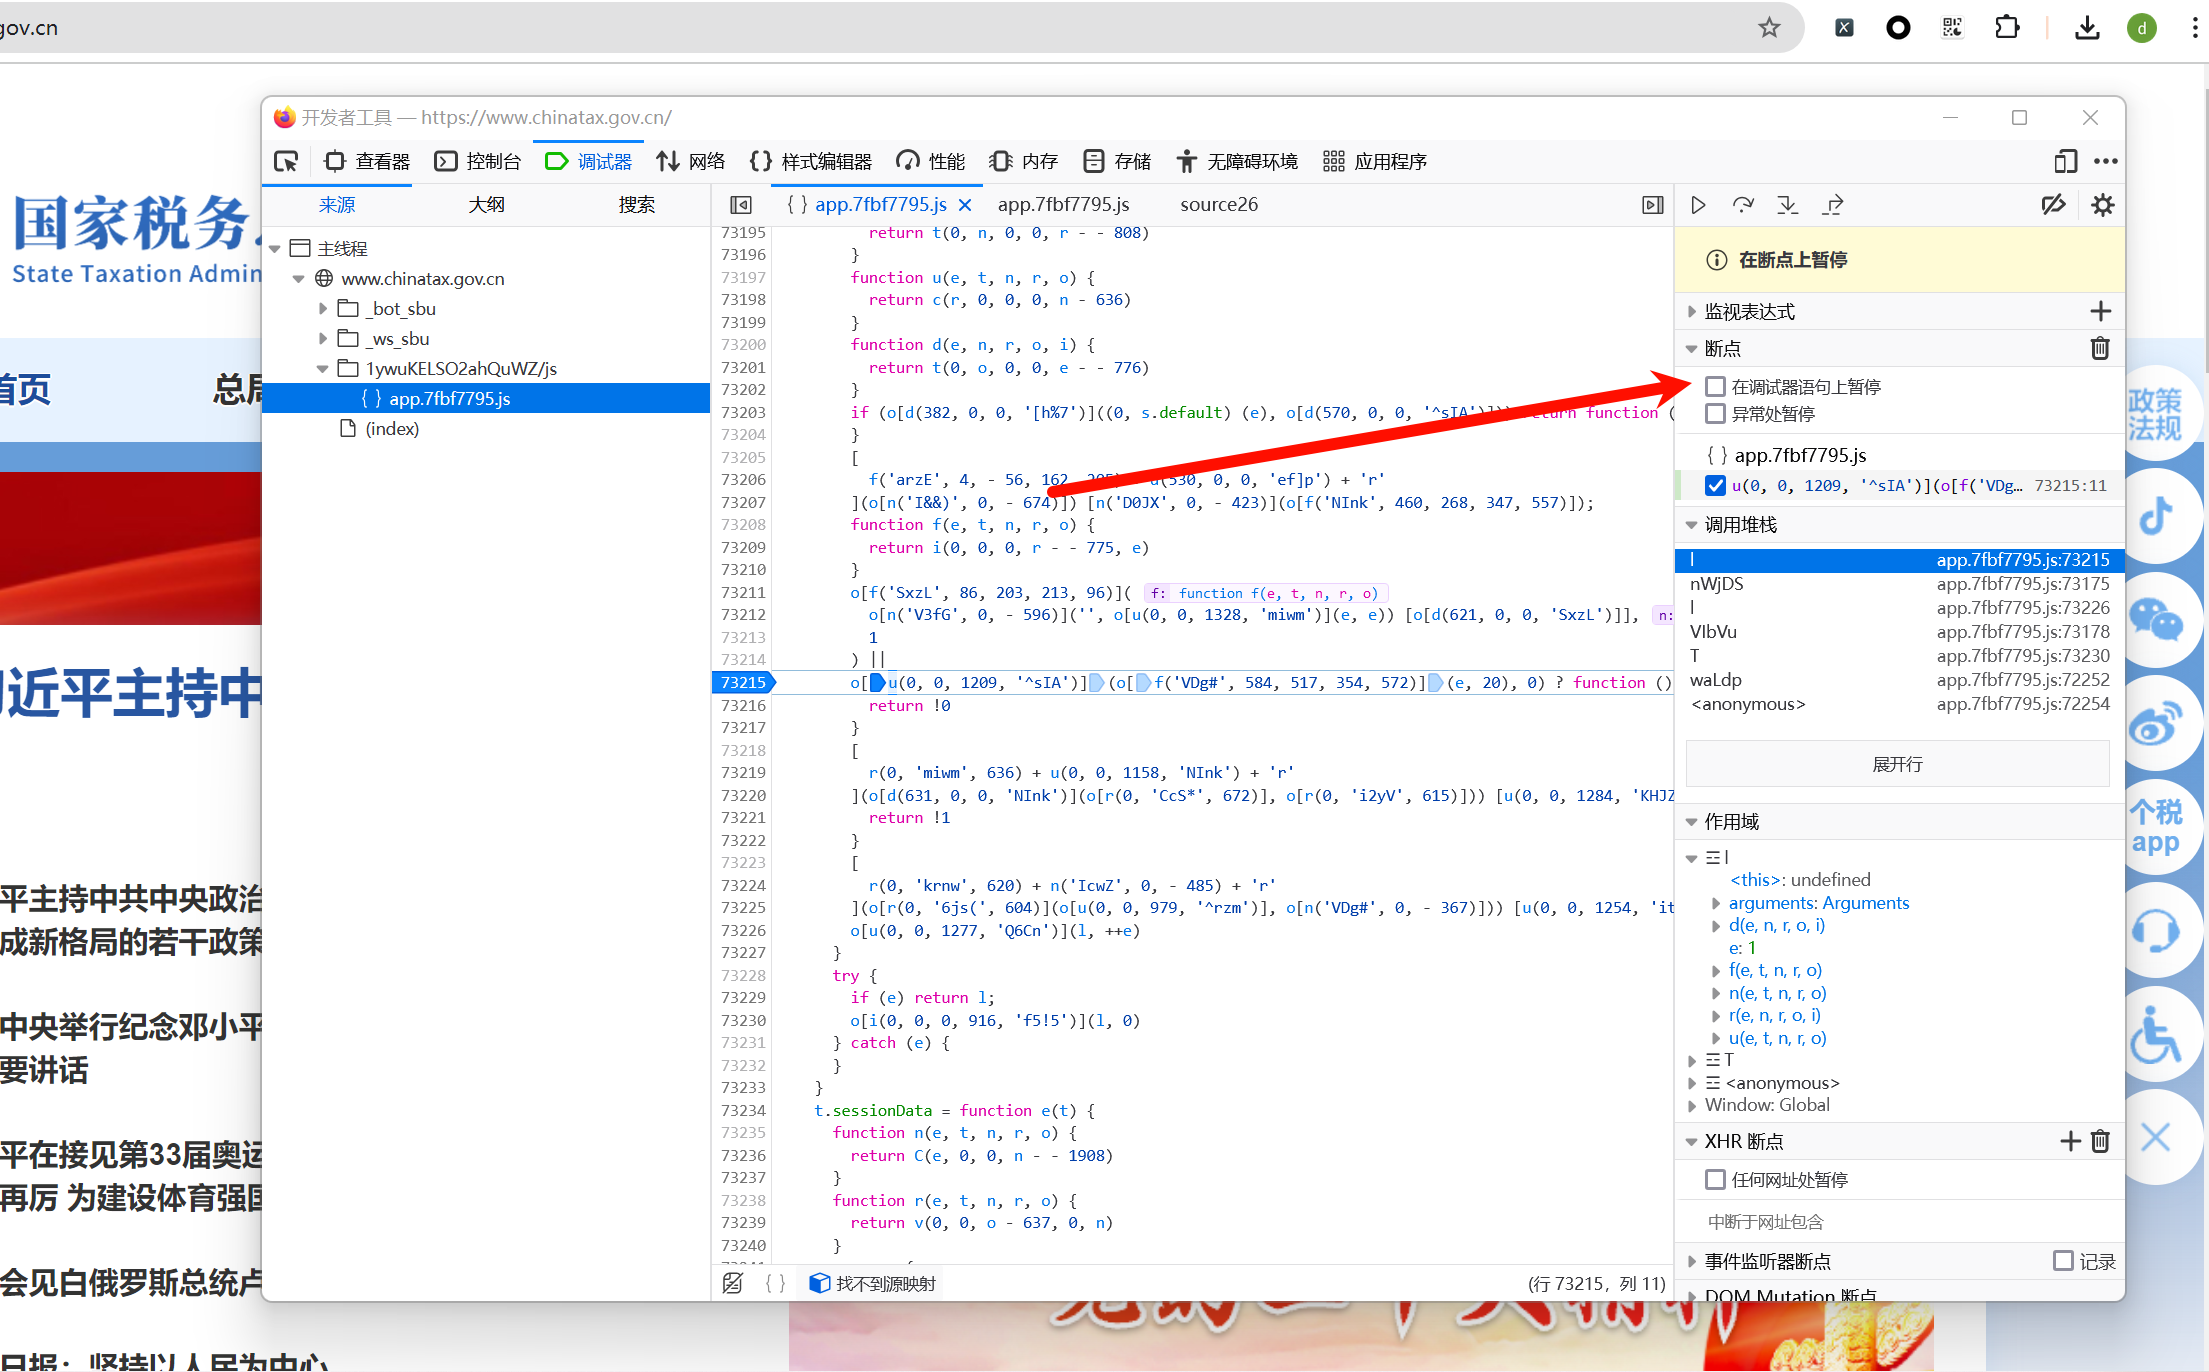 gov.cn
d
开发者工具 — https://www.chinatax.gov.cn/
查看器 控制台 调试器 网络 样式编辑器 性能 内存 存储 无障碍环境 应用程序
来源 大纲 搜索
{ } app.7fbf7795.js app.7fbf7795.js source26
国家税务
State Taxation Admin
首页 总局
习近平主持中
平主持中共中央政治
成新格局的若干政策
中央举行纪念邓小平
要讲话
平在接见第33届奥运
再厉 为建设体育强国
会见白俄罗斯总统卢
日报：坚持以人民为中心
主线程
www.chinatax.gov.cn
_bot_sbu
_ws_sbu
1ywuKELSO2ahQuWZ/js
{ } app.7fbf7795.js
(index)
73195 return t(0, n, 0, 0, r - - 808)
73196 }
73197 function u(e, t, n, r, o) {
73198 return c(r, 0, 0, 0, n - 636)
73199 }
73200 function d(e, n, r, o, i) {
73201 return t(0, o, 0, 0, e - - 776)
73202 }
73203 if (o[d(382, 0, 0, '[h%7')]((0, s.default) (e), o[d(570, 0, 0, '^sIA')])) return function (
73204 }
73205 [
73206 f('arzE', 4, - 56, 162, 205) + d(530, 0, 0, 'ef]p') + 'r'
73207 ](o[n('I&&)', 0, - 674)]) [n('D0JX', 0, - 423)](o[f('NInk', 460, 268, 347, 557)]);
73208 function f(e, t, n, r, o) {
73209 return i(0, 0, 0, r - - 775, e)
73210 }
73211 o[f('SxzL', 86, 203, 213, 96)]( f: function f(e, t, n, r, o)
73212 o[n('V3fG', 0, - 596)]('', o[u(0, 0, 1328, 'miwm')](e, e)) [o[d(621, 0, 0, 'SxzL')]], n:
73213 1
73214 ) ||
73215 o[u(0, 0, 1209, '^sIA')](o[f('VDg#', 584, 517, 354, 572)](e, 20), 0) ? function ()
73216 return !0
73217 }
73218 [
73219 r(0, 'miwm', 636) + u(0, 0, 1158, 'NInk') + 'r'
73220 ](o[d(631, 0, 0, 'NInk')](o[r(0, 'CcS*', 672)], o[r(0, 'i2yV', 615)])) [u(0, 0, 1284, 'KHJZ
73221 return !1
73222 }
73223 [
73224 r(0, 'krnw', 620) + n('IcwZ', 0, - 485) + 'r'
73225 ](o[r(0, '6js(', 604)](o[u(0, 0, 979, '^rzm')], o[n('VDg#', 0, - 367)])) [u(0, 0, 1254, 'it
73226 o[u(0, 0, 1277, 'Q6Cn')](l, ++e)
73227 }
73228 try {
73229 if (e) return l;
73230 o[i(0, 0, 0, 916, 'f5!5')](l, 0)
73231 } catch (e) {
73232 }
73233 }
73234 t.sessionData = function e(t) {
73235 function n(e, t, n, r, o) {
73236 return C(e, 0, 0, n - - 1908)
73237 }
73238 function r(e, t, n, r, o) {
73239 return v(0, 0, o - 637, 0, n)
73240 }
{ } 找不到源映射 (行 73215，列 11)
在断点上暂停
监视表达式
断点
在调试器语句上暂停
异常处暂停
{ } app.7fbf7795.js
u(0, 0, 1209, '^sIA')](o[f('VDg… 73215:11
调用堆栈
l app.7fbf7795.js:73215
nWjDS app.7fbf7795.js:73175
l app.7fbf7795.js:73226
VIbVu app.7fbf7795.js:73178
T app.7fbf7795.js:73230
waLdp app.7fbf7795.js:72252
<anonymous> app.7fbf7795.js:72254
展开行
作用域
l
<this>: undefined
arguments: Arguments
d(e, n, r, o, i)
e: 1
f(e, t, n, r, o)
n(e, t, n, r, o)
r(e, n, r, o, i)
u(e, t, n, r, o)
T
<anonymous>
Window: Global
XHR 断点
任何网址处暂停
中断于网址包含
事件监听器断点 记录
DOM Mutation 断点
政策
法规
个税
app